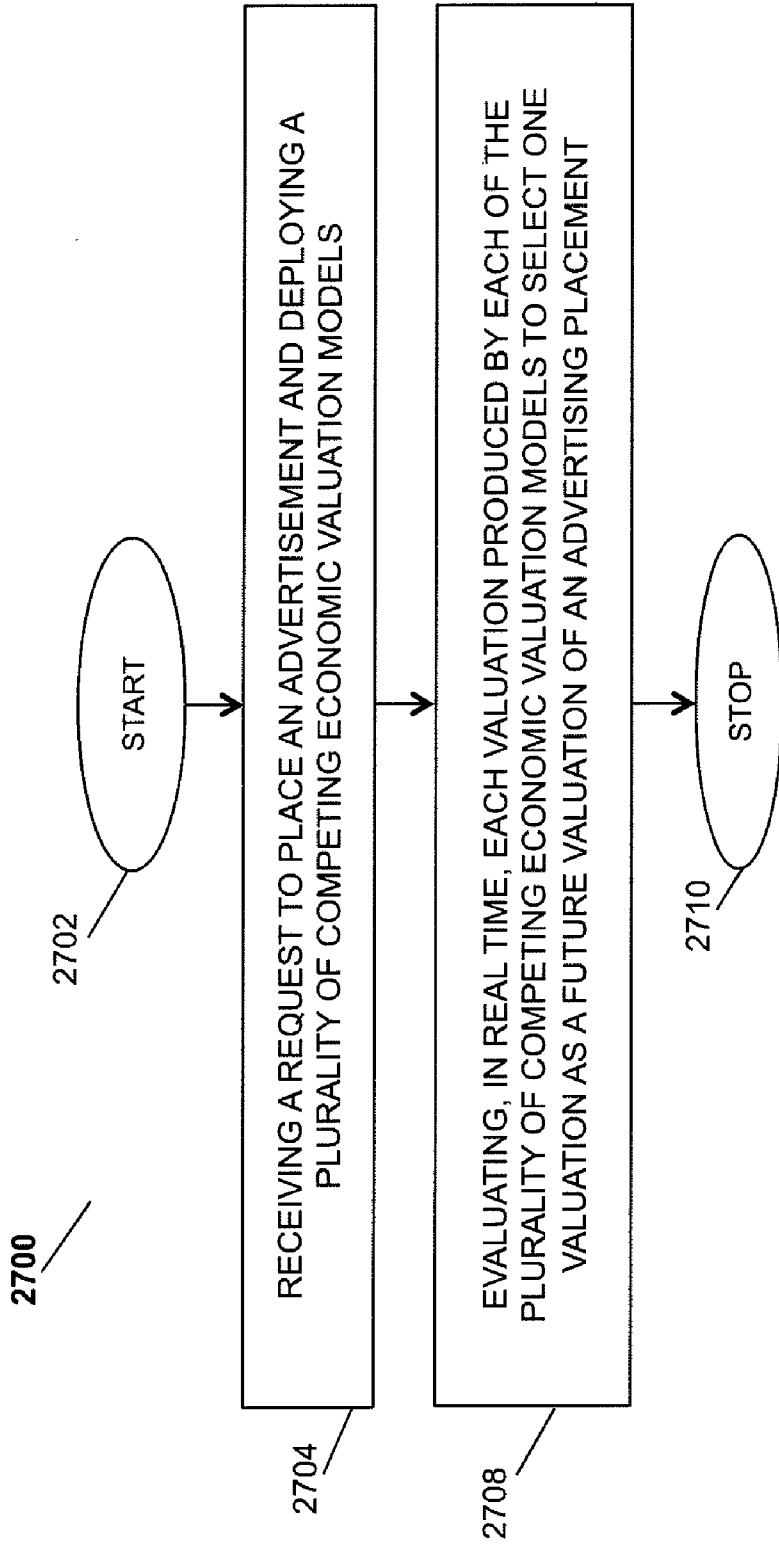 2700
2702
START
2704
RECEIVING A REQUEST TO PLACE AN ADVERTISEMENT AND DEPLOYING A
PLURALITY OF COMPETING ECONOMIC VALUATION MODELS
2708
EVALUATING, IN REAL TIME, EACH VALUATION PRODUCED BY EACH OF THE
PLURALITY OF COMPETING ECONOMIC VALUATION MODELS TO SELECT ONE
VALUATION AS A FUTURE VALUATION OF AN ADVERTISING PLACEMENT
2710
STOP